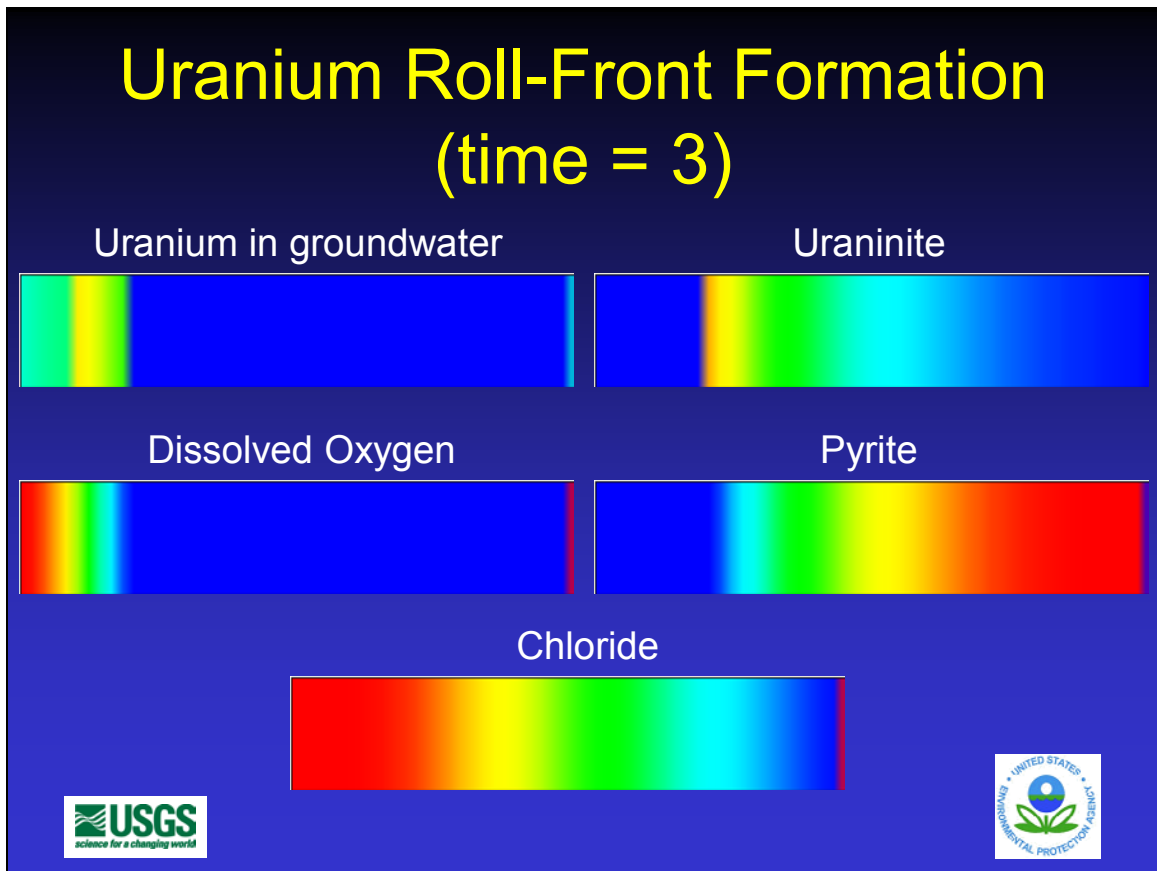 Uranium Roll-Front Formation
(time = 3)
Uranium in groundwater
Uraninite
Dissolved Oxygen
Pyrite
Chloride
USGS
science for a changing world
UNITED STATES
ENVIRONMENTAL PROTECTION AGENCY